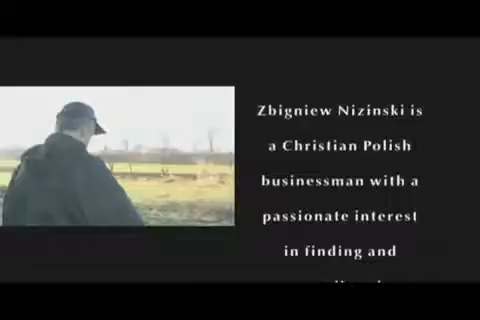 Zbigniew Nizinski is
a Christian Polish
businessman with a
passionate interest
in finding and